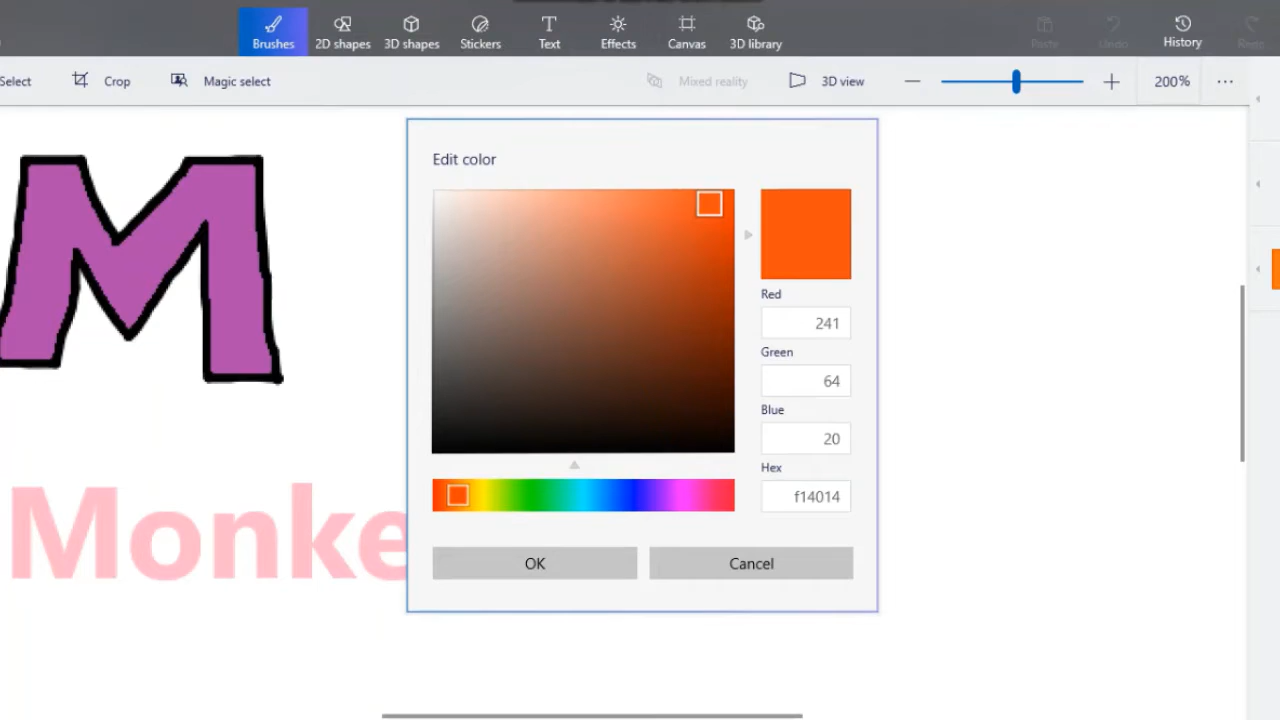 Brushes 2D shapes 3D shapes Stickers Text Effects Canvas 3D library Paste Undo History Redo
Select Crop Magic select Mixed reality 3D view 200%
M
Edit color
Red
241
Green
64
Blue
20
Hex
f14014
OK Cancel
Monke